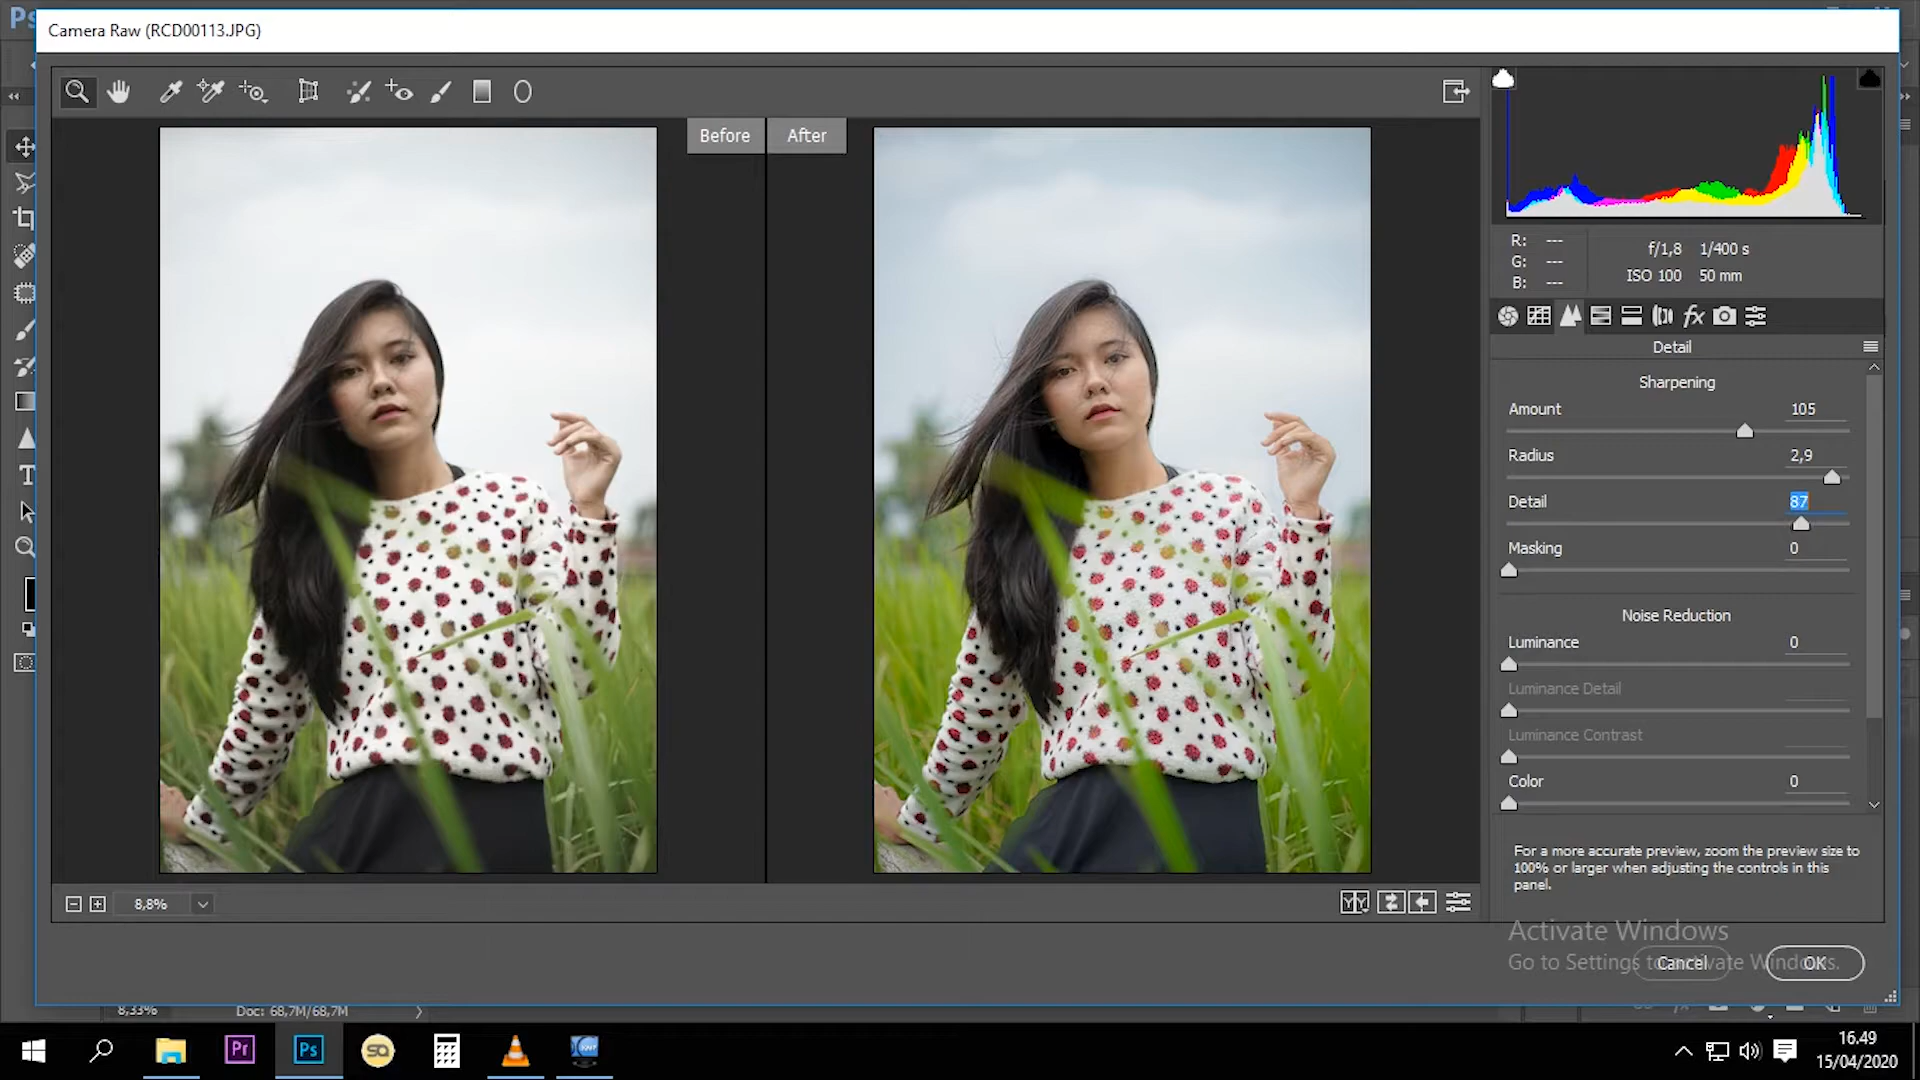 Ps
Camera Raw (RCD00113.JPG)
Before
After
R: ---
G: ---
B: ---
f/1,8 1/400 s
ISO 100 50 mm
fx
Detail
Sharpening
Amount 105
Radius 2,9
Detail 87
Masking 0
Noise Reduction
Luminance 0
Luminance Detail
Luminance Contrast
Color 0
For a more accurate preview, zoom the preview size to
100% or larger when adjusting the controls in this
panel.
8,8%
Y Y
Activate Windows
Go to Settings to activate Windows.
Cancel
OK
8,33% Doc: 68,7M/68,7M
T
Pr
Ps
16.49
15/04/2020